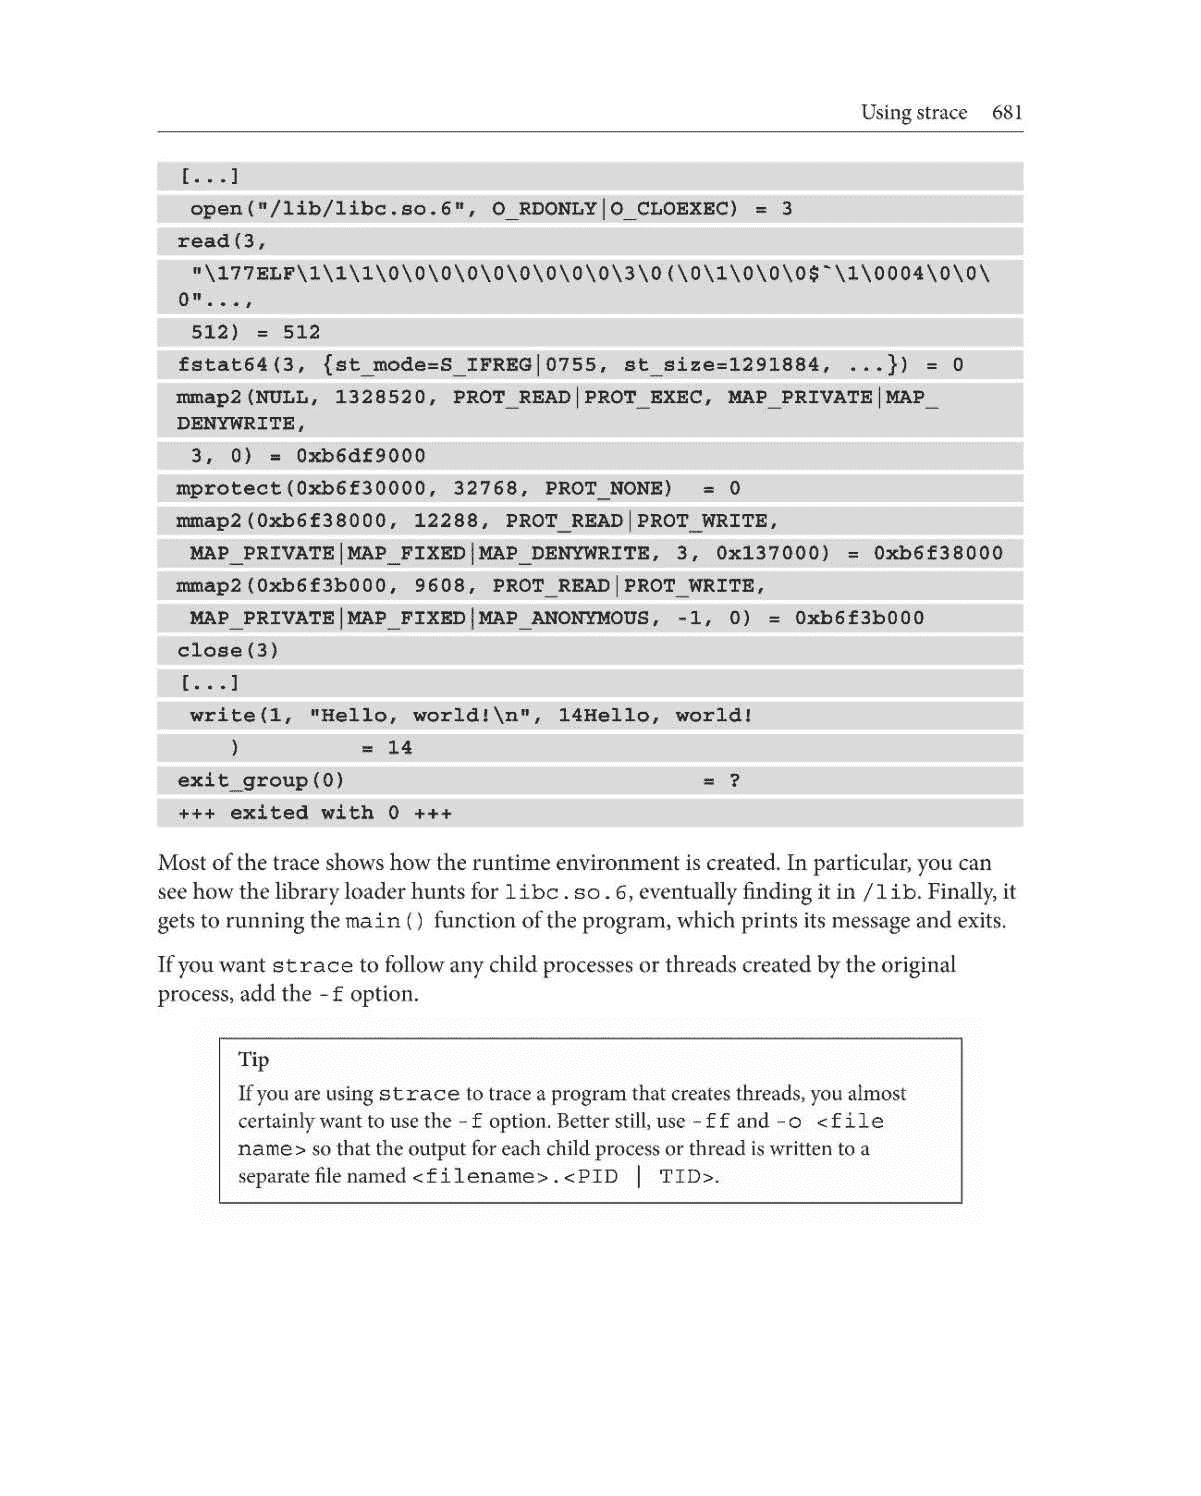 Using strace 681
[...]
open("/lib/libc.so.6", O_RDONLY|O_CLOEXEC) = 3
read(3,
"\177ELF\1\1\1\0\0\0\0\0\0\0\0\0\3\0(\0\1\0\0\0$`\1\0004\0\0\
0"...,
512) = 512
fstat64(3, {st_mode=S_IFREG|0755, st_size=1291884, ...}) = 0
mmap2(NULL, 1328520, PROT_READ|PROT_EXEC, MAP_PRIVATE|MAP_
DENYWRITE,
3, 0) = 0xb6df9000
mprotect(0xb6f30000, 32768, PROT_NONE) = 0
mmap2(0xb6f38000, 12288, PROT_READ|PROT_WRITE,
MAP_PRIVATE|MAP_FIXED|MAP_DENYWRITE, 3, 0x137000) = 0xb6f38000
mmap2(0xb6f3b000, 9608, PROT_READ|PROT_WRITE,
MAP_PRIVATE|MAP_FIXED|MAP_ANONYMOUS, -1, 0) = 0xb6f3b000
close(3)
[...]
write(1, "Hello, world!\n", 14Hello, world!
) = 14
exit_group(0) = ?
+++ exited with 0 +++
Most of the trace shows how the runtime environment is created. In particular, you can
see how the library loader hunts for libc.so.6, eventually finding it in /lib. Finally, it
gets to running the main() function of the program, which prints its message and exits.
If you want strace to follow any child processes or threads created by the original
process, add the -f option.
Tip
If you are using strace to trace a program that creates threads, you almost
certainly want to use the -f option. Better still, use -ff and -o <file
name> so that the output for each child process or thread is written to a
separate file named <filename>.<PID | TID>.